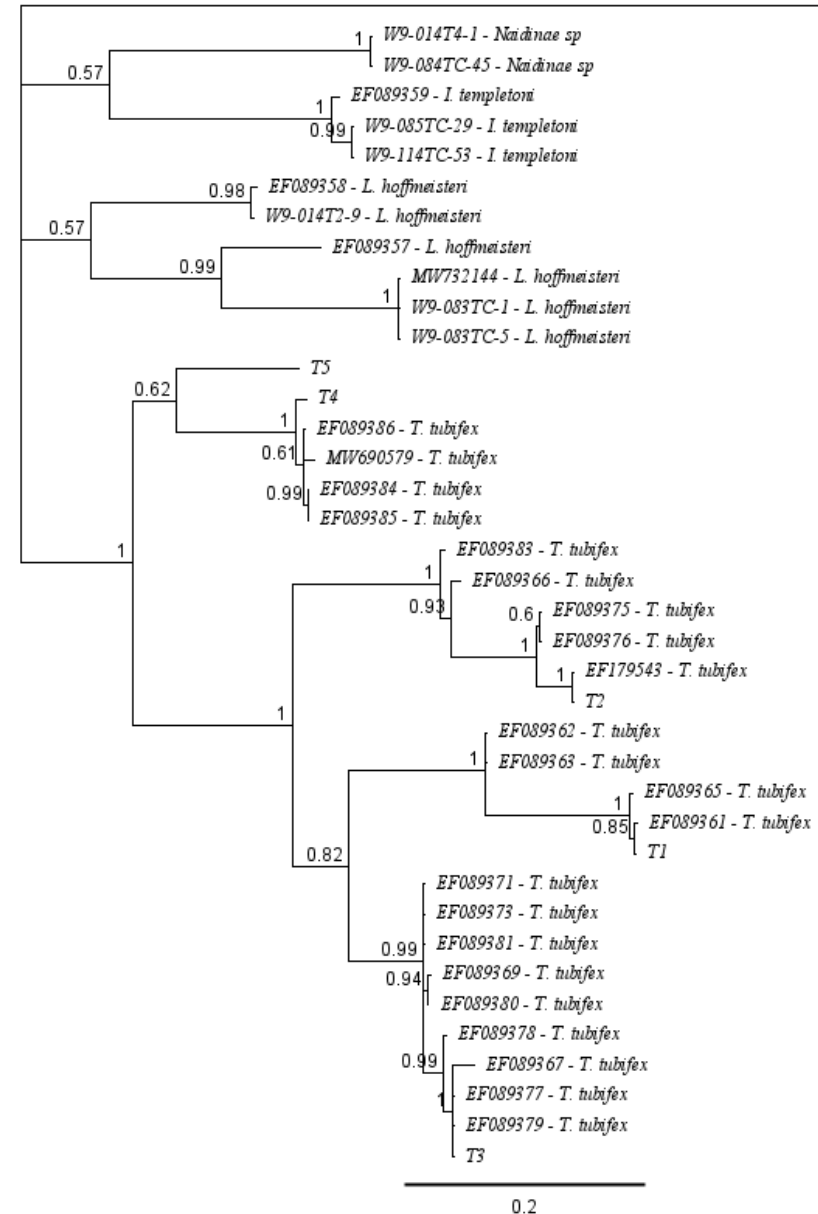 W9-014T4-1 - Naidinae sp
1
W9-084TC-45 - Naidinae sp
0.57
EF089359 - I. templetoni
1
W9-085TC-29 - I. templetoni
0.99
W9-114TC-53 - I. templetoni
EF089358 - L. hoffmeisteri
0.98
W9-014T2-9 - L. hoffmeisteri
0.57
EF089357 - L. hoffmeisteri
0.99
MW732144 - L. hoffmeisteri
1
W9-083TC-1 - L. hoffmeisteri
W9-083TC-5 - L. hoffmeisteri
T5
0.62
T4
1
EF089386 - T. tubifex
0.61
MW690579 - T. tubifex
EF089384 - T. tubifex
0.99
EF089385 - T. tubifex
1
EF089383 - T. tubifex
1
EF089366 - T. tubifex
0.93
EF089375 - T. tubifex
0.6
EF089376 - T. tubifex
1
EF179543 - T. tubifex
1
T2
1
EF089362 - T. tubifex
1
EF089363 - T. tubifex
EF089365 - T. tubifex
1
EF089361 - T. tubifex
0.85
T1
0.82
EF089371 - T. tubifex
EF089373 - T. tubifex
EF089381 - T. tubifex
0.99
EF089369 - T. tubifex
0.94
EF089380 - T. tubifex
EF089378 - T. tubifex
0.99
EF089367 - T. tubifex
EF089377 - T. tubifex
1
EF089379 - T. tubifex
T3
0.2